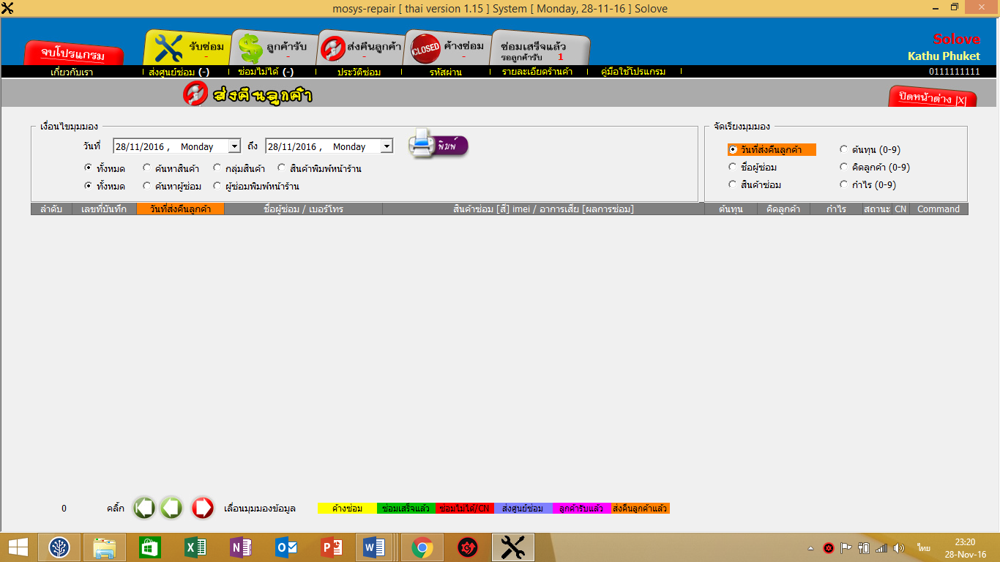 mosys-repair [ thai version 1.15 ] System [ Monday, 28-11-16 ] Solove
จบโปรแกรม
รับซ่อม
-
ลูกค้ารับ
-
ส่งคืนลูกค้า
-
CLOSED
ค้างซ่อม
-
ซ่อมเสร็จแล้ว
รอลูกค้ารับ 1
Solove
Kathu Phuket
เกี่ยวกับเรา
ส่งศูนย์ซ่อม (-)
ซ่อมไม่ได้ (-)
ประวัติซ่อม
รหัสผ่าน
รายละเอียดร้านค้า
คู่มือใช้โปรแกรม
0111111111
ส่งคืนลูกค้า
ปิดหน้าต่าง |X|
เงื่อนไขมุมมอง
วันที่ 28/11/2016 , Monday ถึง 28/11/2016 , Monday พิมพ์
ทั้งหมด ค้นหาสินค้า กลุ่มสินค้า สินค้าพิมพ์หน้าร้าน
ทั้งหมด ค้นหาผู้ซ่อม ผู้ซ่อมพิมพ์หน้าร้าน
จัดเรียงมุมมอง
วันที่ส่งคืนลูกค้า ต้นทุน (0-9)
ชื่อผู้ซ่อม คิดลูกค้า (0-9)
สินค้าซ่อม กำไร (0-9)
ลำดับ เลขที่บันทึก วันที่ส่งคืนลูกค้า ชื่อผู้ซ่อม / เบอร์โทร สินค้าซ่อม [สี] imei / อาการเสีย [ผลการซ่อม] ต้นทุน คิดลูกค้า กำไร สถานะ CN Command
0 คลิ๊ก เลื่อนมุมมองข้อมูล ค้างซ่อม ซ่อมเสร็จแล้ว ซ่อมไม่ได้/CN ส่งศูนย์ซ่อม ลูกค้ารับแล้ว ส่งคืนลูกค้าแล้ว
ไทย
23:20
28-Nov-16